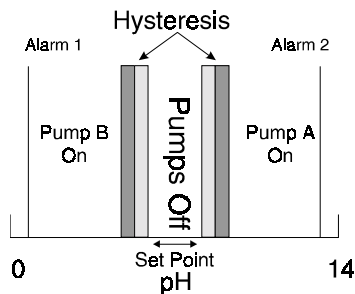 Hysteresis
Alarm 1
Alarm 2
Pump B
On
Pumps Off
Pump A
On
Set Point
0
pH
14